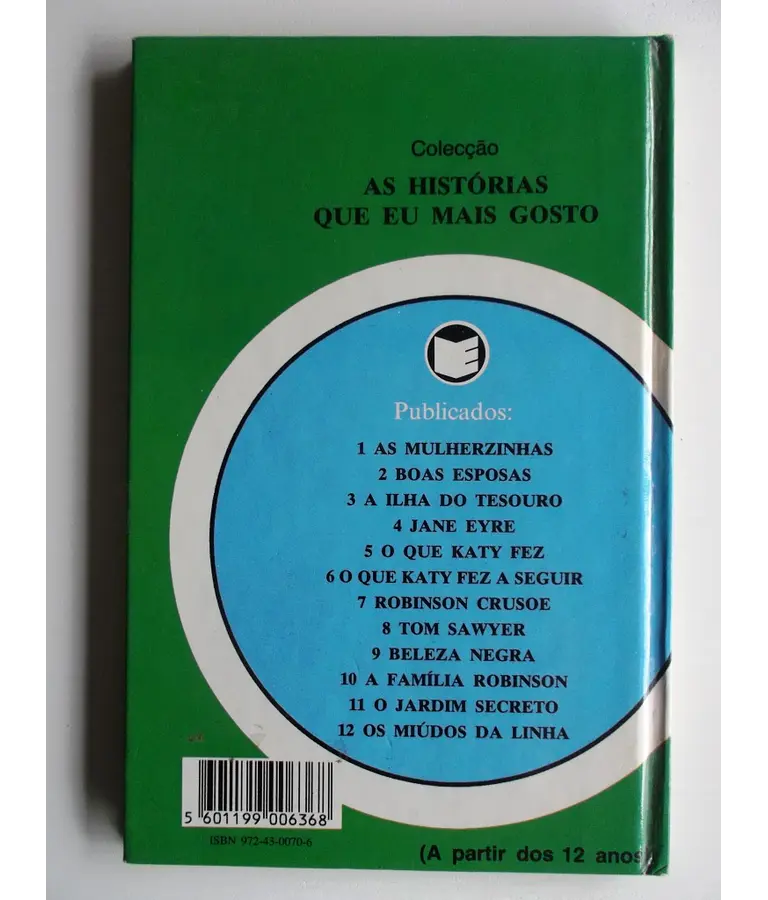 Colecção
AS HISTÓRIAS
QUE EU MAIS GOSTO
Publicados:
1 AS MULHERZINHAS
2 BOAS ESPOSAS
3 A ILHA DO TESOURO
4 JANE EYRE
5 O QUE KATY FEZ
6 O QUE KATY FEZ A SEGUIR
7 ROBINSON CRUSOE
8 TOM SAWYER
9 BELEZA NEGRA
10 A FAMÍLIA ROBINSON
11 O JARDIM SECRETO
12 OS MIÚDOS DA LINHA
5 601199 006368
ISBN 972-43-0070-6
(A partir dos 12 anos)